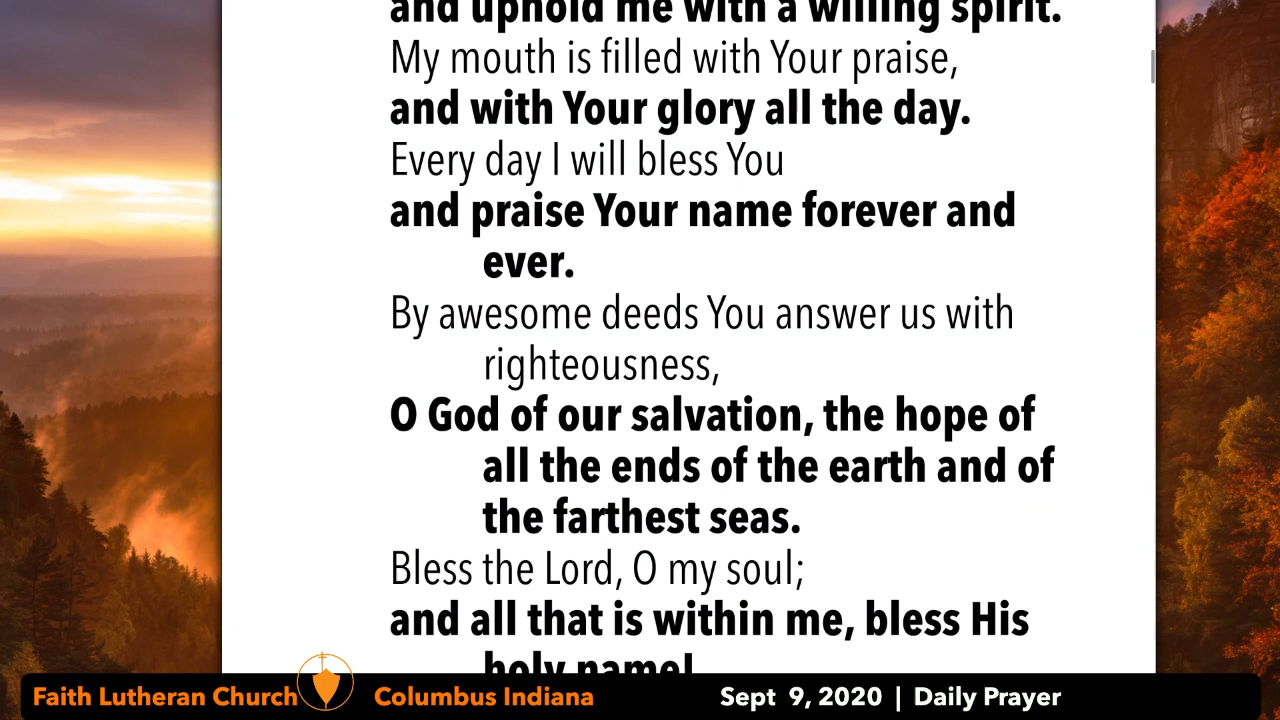 and uphold me with a willing spirit.
My mouth is filled with Your praise,
and with Your glory all the day.
Every day I will bless You
and praise Your name forever and
ever.
By awesome deeds You answer us with
righteousness,
O God of our salvation, the hope of
all the ends of the earth and of
the farthest seas.
Bless the Lord, O my soul;
and all that is within me, bless His
holy name!
Faith Lutheran Church Columbus Indiana Sept 9, 2020 | Daily Prayer